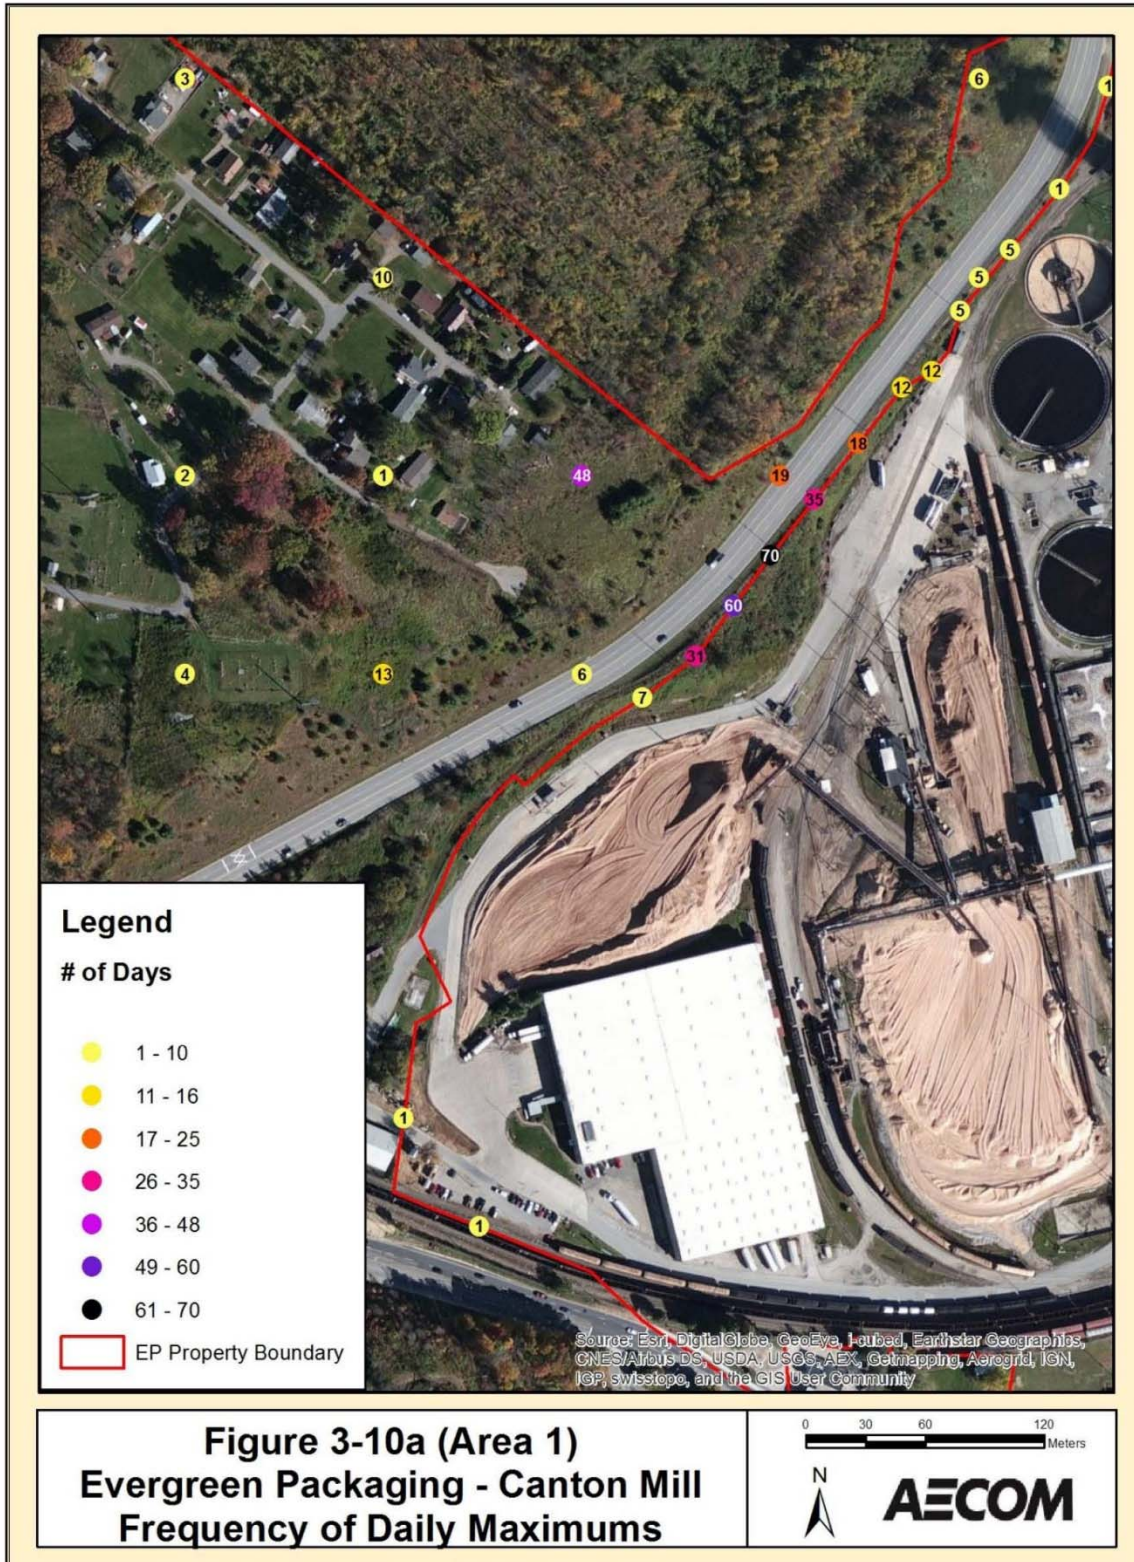 3
6
1
1
5
10
5
5
12
12
18
2
1
48
19
35
70
60
31
4
13
6
7
Legend
# of Days
1 - 10
11 - 16
17 - 25
26 - 35
36 - 48
49 - 60
61 - 70
EP Property Boundary
1
1
Source: Esri, DigitalGlobe, GeoEye, i-cubed, Earthstar Geographics,
CNES/Airbus DS, USDA, USGS, AEX, Getmapping, Aerogrid, IGN,
IGP, swisstopo, and the GIS User Community
Figure 3-10a (Area 1)
Evergreen Packaging - Canton Mill
Frequency of Daily Maximums
0 30 60 120
Meters
N
AECOM